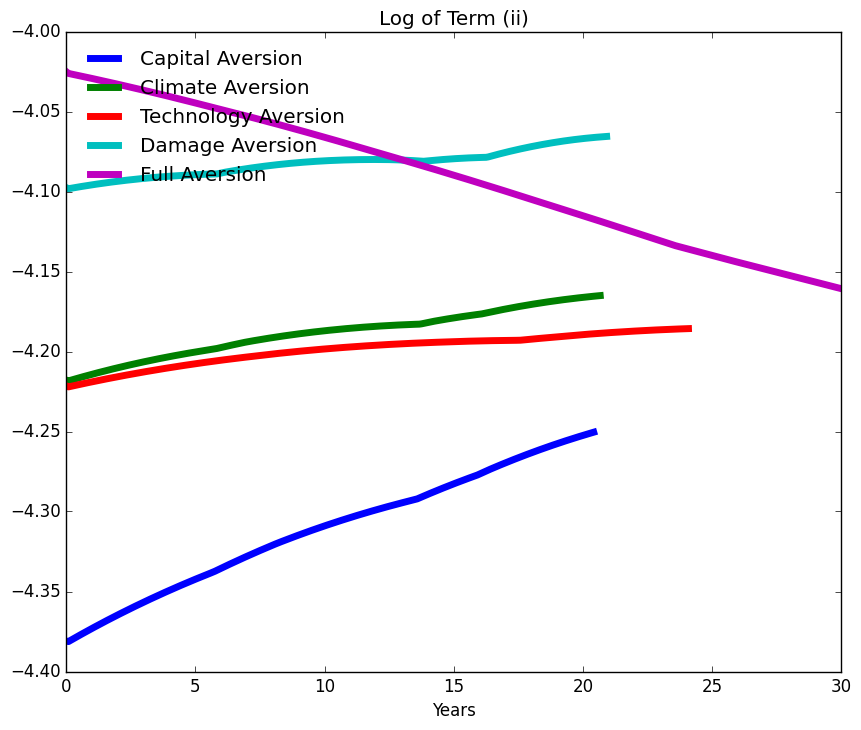 Log of Term (ii)
−4.00
−4.05
−4.10
−4.15
−4.20
−4.25
−4.30
−4.35
−4.40
Capital Aversion
Climate Aversion
Technology Aversion
Damage Aversion
Full Aversion
0 5 10 15 20 25 30
Years